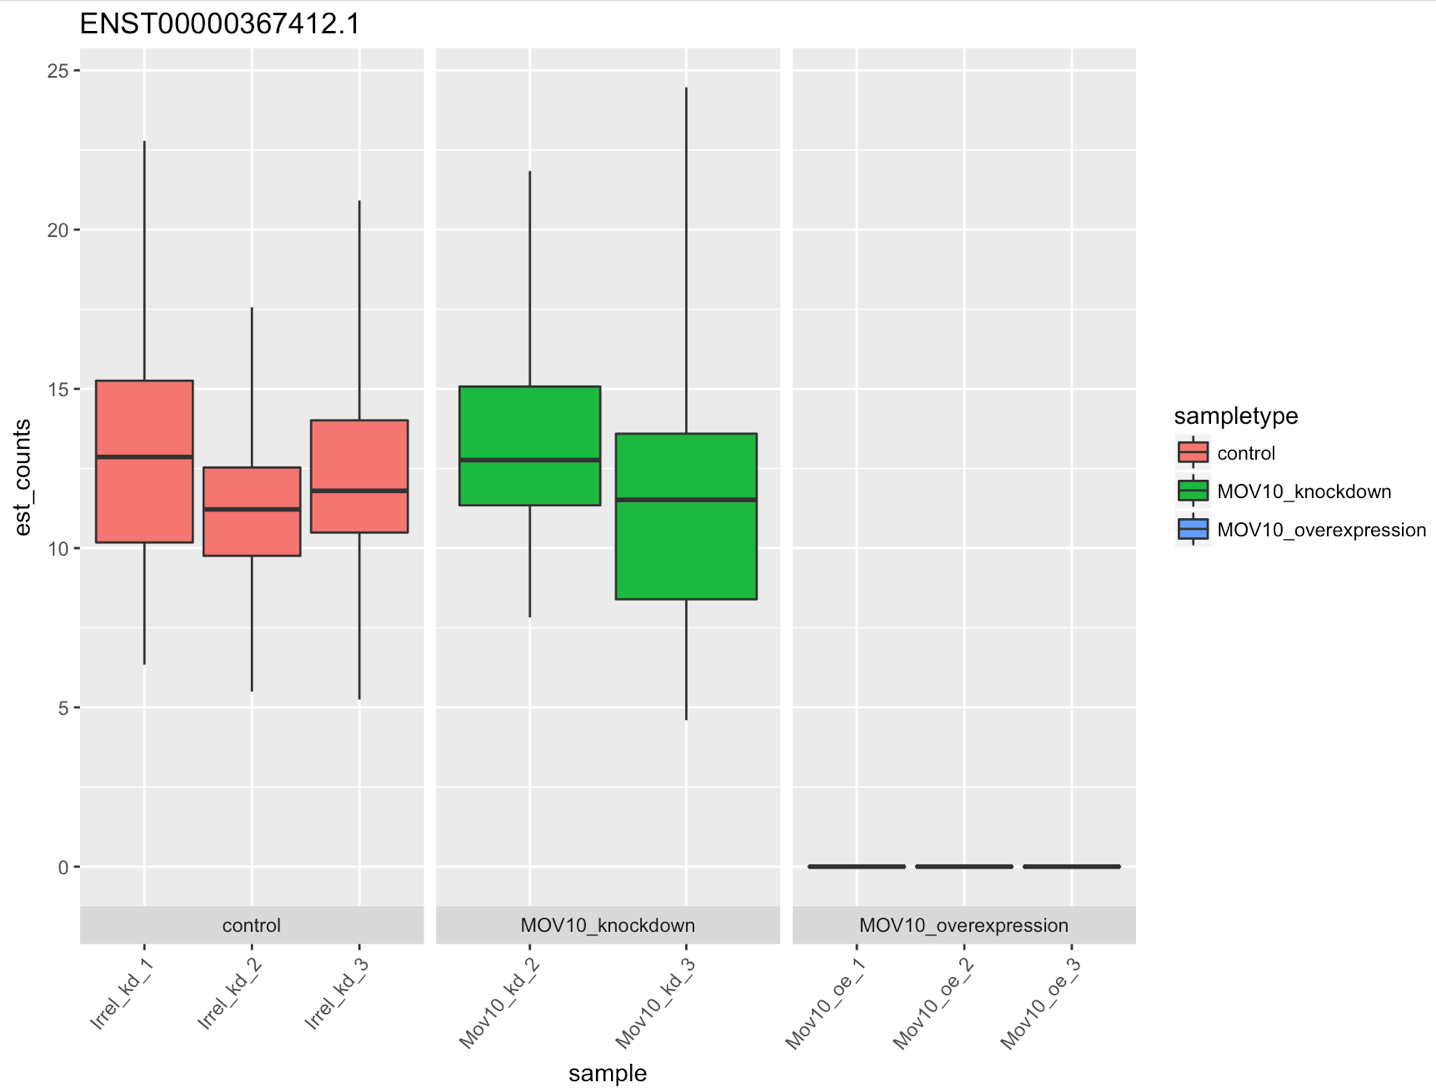 ENST00000367412.1
25
20
15
10
5
0
est_counts
control
MOV10_knockdown
MOV10_overexpression
Irrel_kd_1
Irrel_kd_2
Irrel_kd_3
Mov10_kd_2
Mov10_kd_3
Mov10_oe_1
Mov10_oe_2
Mov10_oe_3
sample
sampletype
control
MOV10_knockdown
MOV10_overexpression